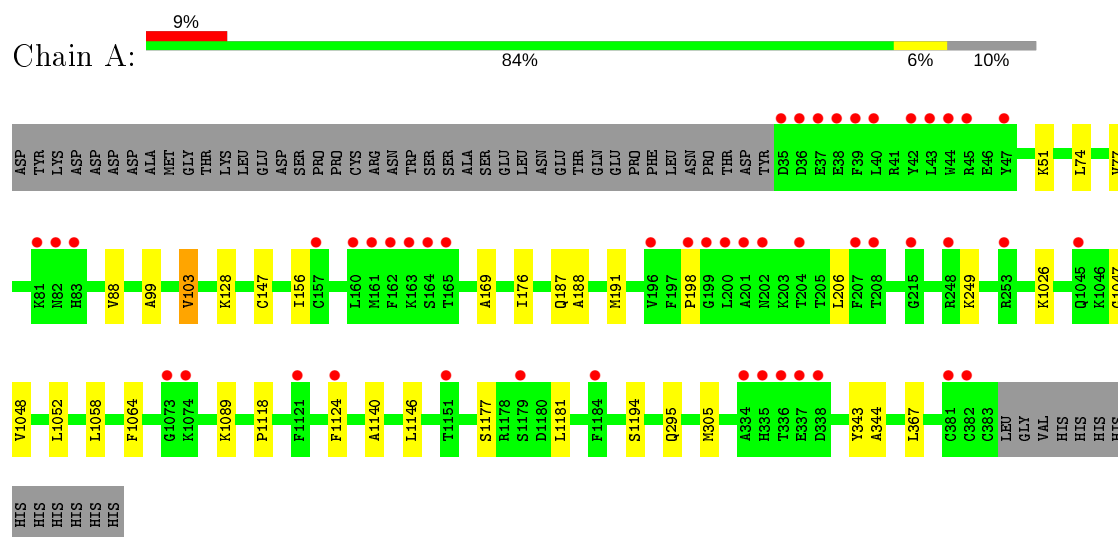 9%
Chain A:
84% 6% 10%
ASP TYR LYS ASP ASP ASP ASP ALA MET GLY THR LYS LEU GLU ASP SER PRO PRO CYS ARG ASN TRP SER SER ALA SER GLU LEU ASN GLU THR GLN GLU PRO PHE LEU ASN PRO THR ASP TYR D35 D36 E37 E38 F39 L40 R41 Y42 L43 W44 R45 E46 Y47 K51 L74 V77
K81 N82 H83 V88 A99 V103 K128 C147 I156 C157 L160 M161 F162 K163 S164 T165 A169 I176 Q187 A188 M191 V196 F197 P198 G199 L200 A201 N202 K203 T204 T205 L206 F207 T208 G215 R248 K249 R253 K1026 Q1045 K1046 G1047
V1048 L1052 L1058 F1064 G1073 K1074 K1089 P1118 F1121 F1124 A1140 L1146 T1151 S1177 R1178 S1179 D1180 L1181 F1184 S1194 Q295 M305 A334 H335 T336 E337 D338 Y343 A344 L367 C381 C382 C383 LEU GLY VAL HIS HIS HIS HIS
HIS HIS HIS HIS HIS HIS